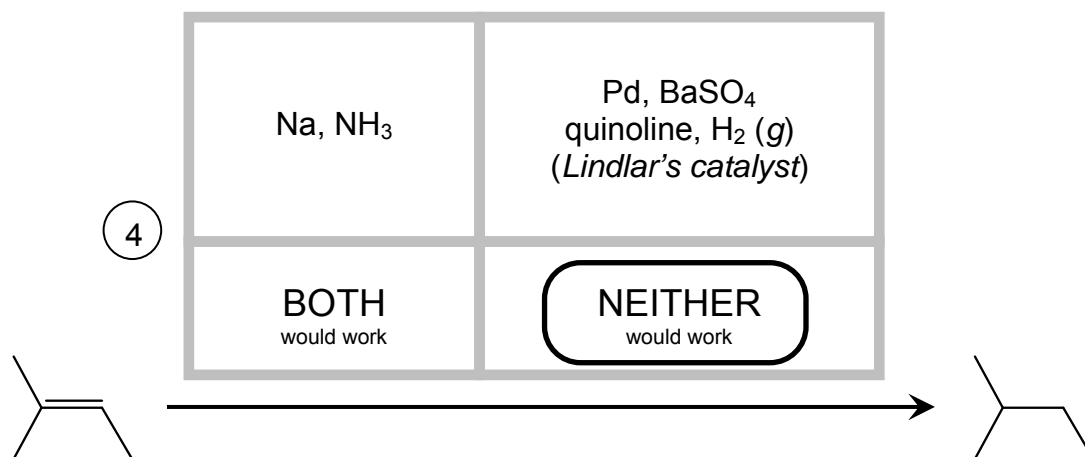 Na, NH₃
Pd, BaSO₄
quinoline, H₂ (g)
(Lindlar's catalyst)
4
BOTH
would work
NEITHER
would work